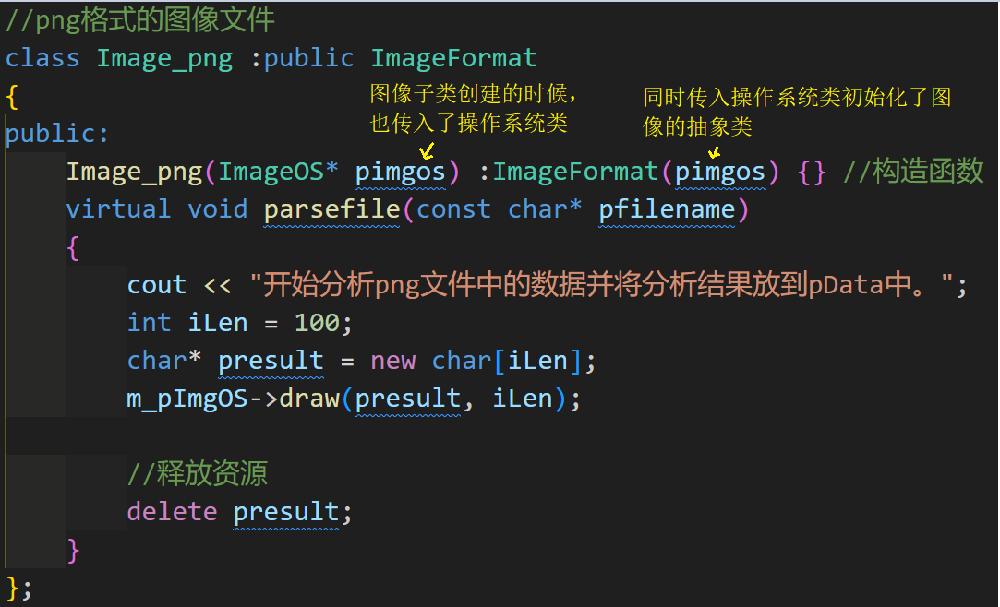 //png格式的图像文件
class Image_png :public ImageFormat
{
图像子类创建的时候，
也传入了操作系统类
同时传入操作系统类初始化了图
像的抽象类
public:
Image_png(ImageOS* pimgos) :ImageFormat(pimgos) {} //构造函数
virtual void parsefile(const char* pfilename)
{
cout << "开始分析png文件中的数据并将分析结果放到pData中。";
int iLen = 100;
char* presult = new char[iLen];
m_pImgOS->draw(presult, iLen);
//释放资源
delete presult;
}
};